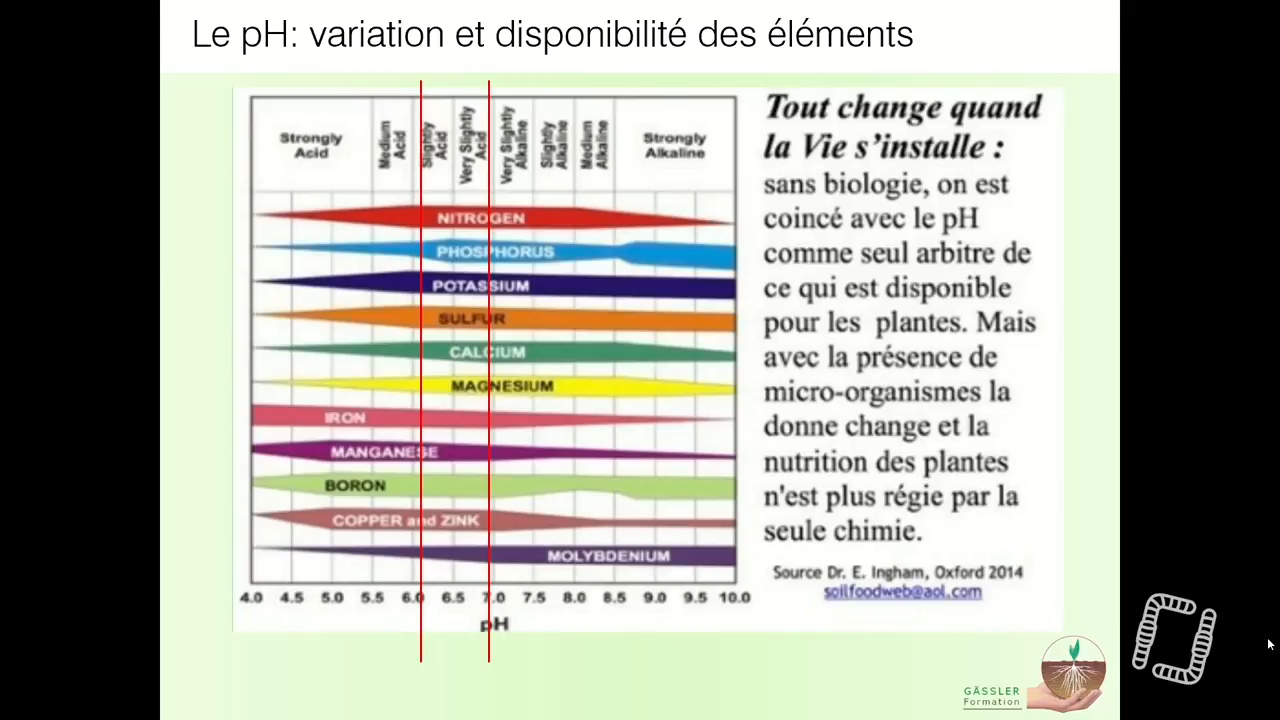 Le pH: variation et disponibilité des éléments
Strongly
Acid
Medium
Acid
Slightly
Acid
Very Slightly
Acid
Very Slightly
Alkaline
Slightly
Alkaline
Medium
Alkaline
Strongly
Alkaline
NITROGEN
PHOSPHORUS
POTASSIUM
SULFUR
CALCIUM
MAGNESIUM
IRON
MANGANESE
BORON
COPPER and ZINK
MOLYBDENIUM
4.0 4.5 5.0 5.5 6.0 6.5 7.0 7.5 8.0 8.5 9.0 9.5 10.0
pH
Tout change quand
la Vie s’installe :
sans biologie, on est
coincé avec le pH
comme seul arbitre de
ce qui est disponible
pour les plantes. Mais
avec la présence de
micro-organismes la
donne change et la
nutrition des plantes
n'est plus régie par la
seule chimie.
Source Dr. E. Ingham, Oxford 2014
soilfoodweb@aol.com
GÄSSLER
Formation